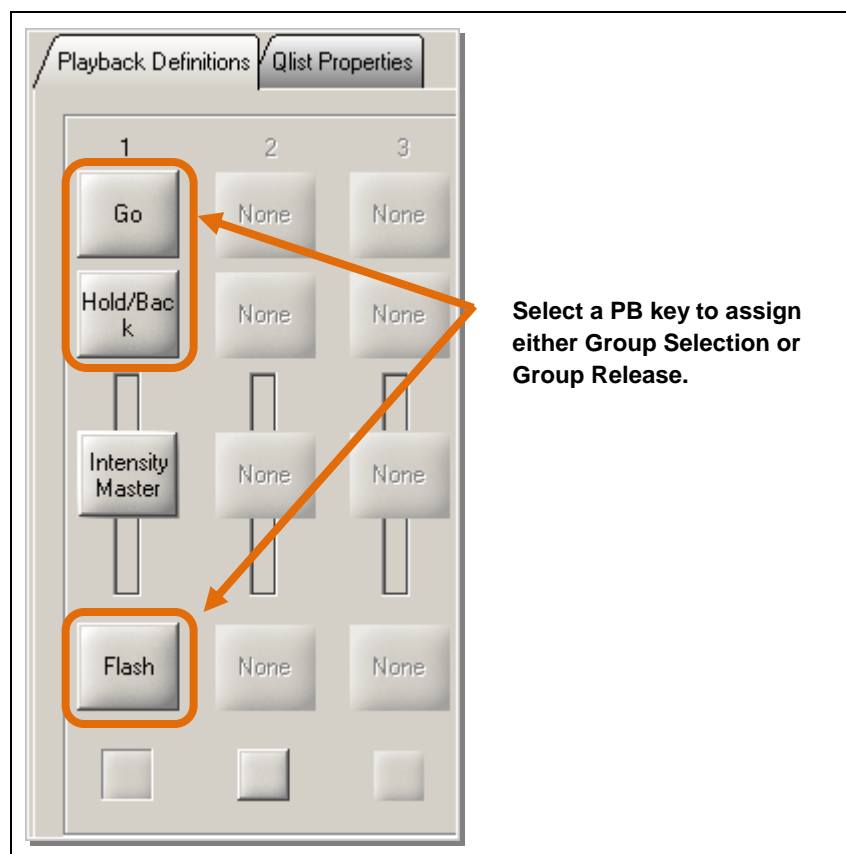 Playback Definitions Qlist Properties
1 2 3
Go None None
Hold/Bac
k None None
Intensity
Master None None
Flash None None
Select a PB key to assign
either Group Selection or
Group Release.